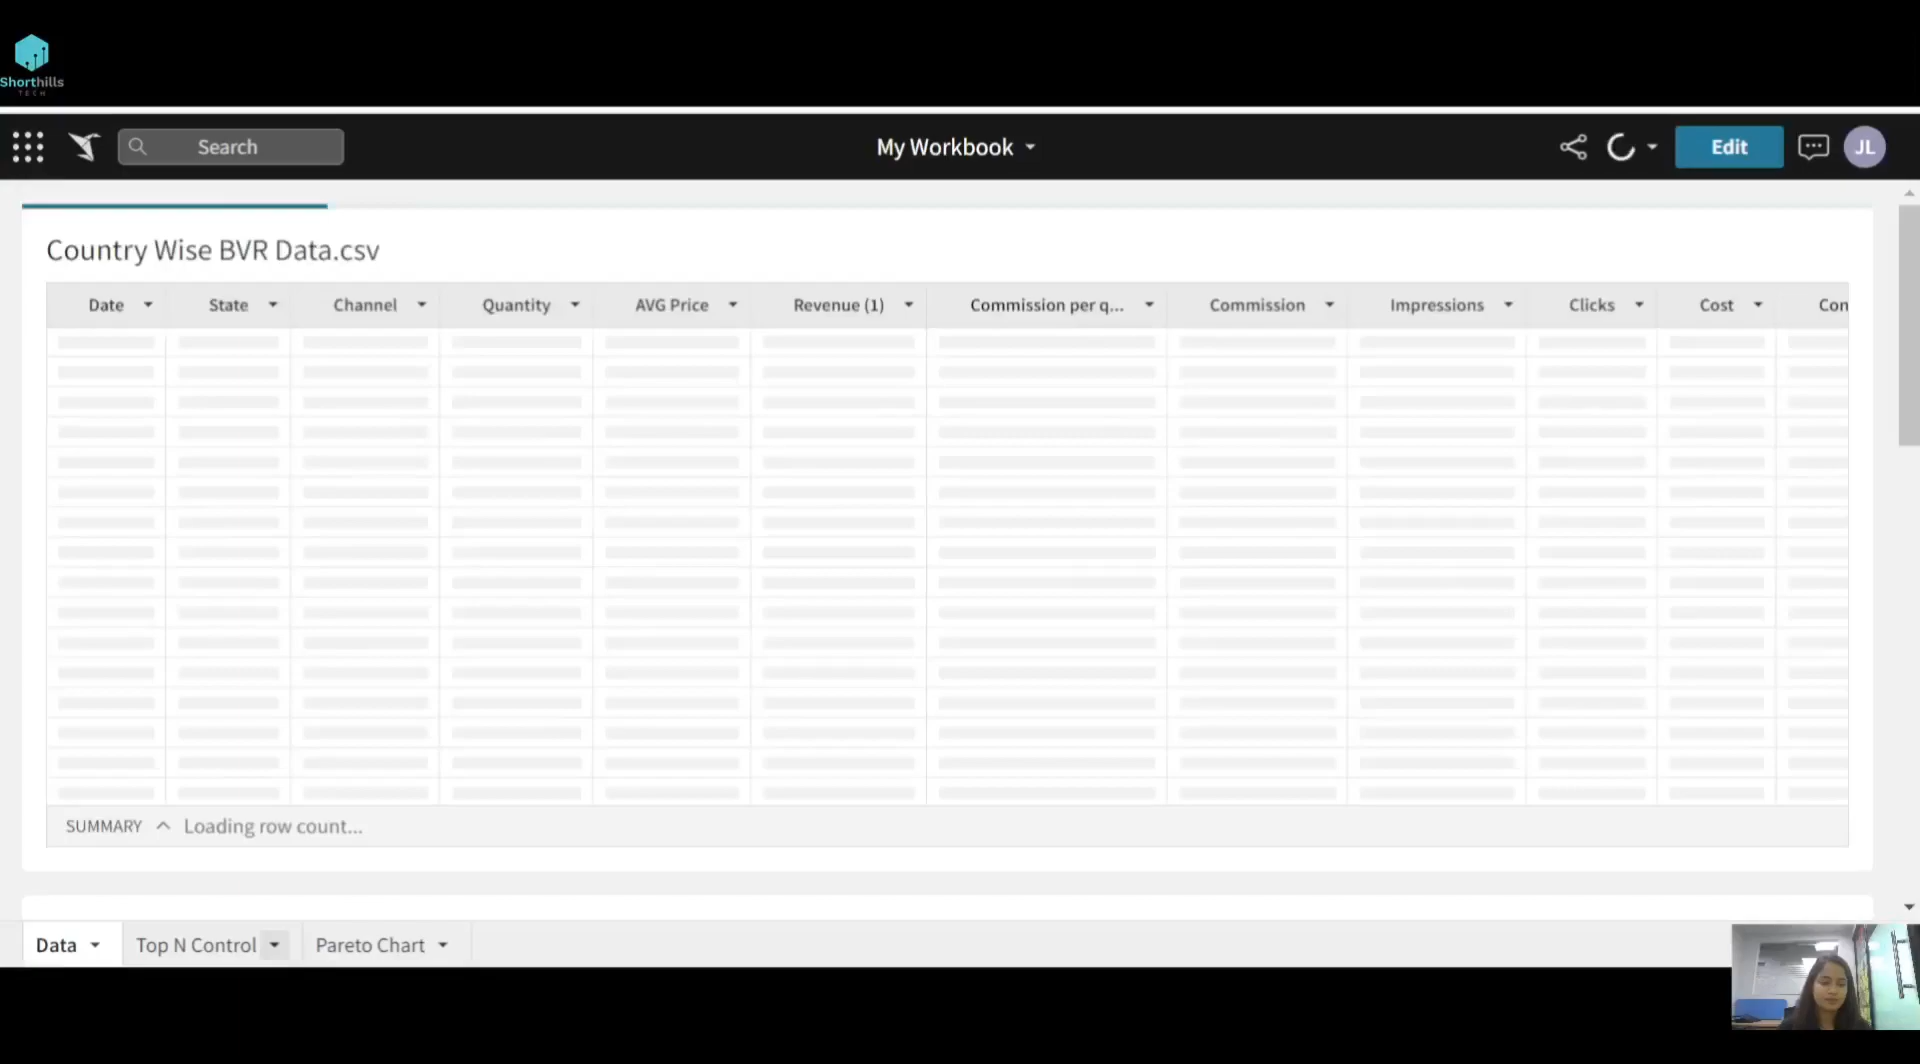 Shorthills
TECH
Search
My Workbook
Edit
JL
Country Wise BVR Data.csv
Date State Channel Quantity AVG Price Revenue (1) Commission per q... Commission Impressions Clicks Cost Con
SUMMARY Loading row count...
Data Top N Control Pareto Chart